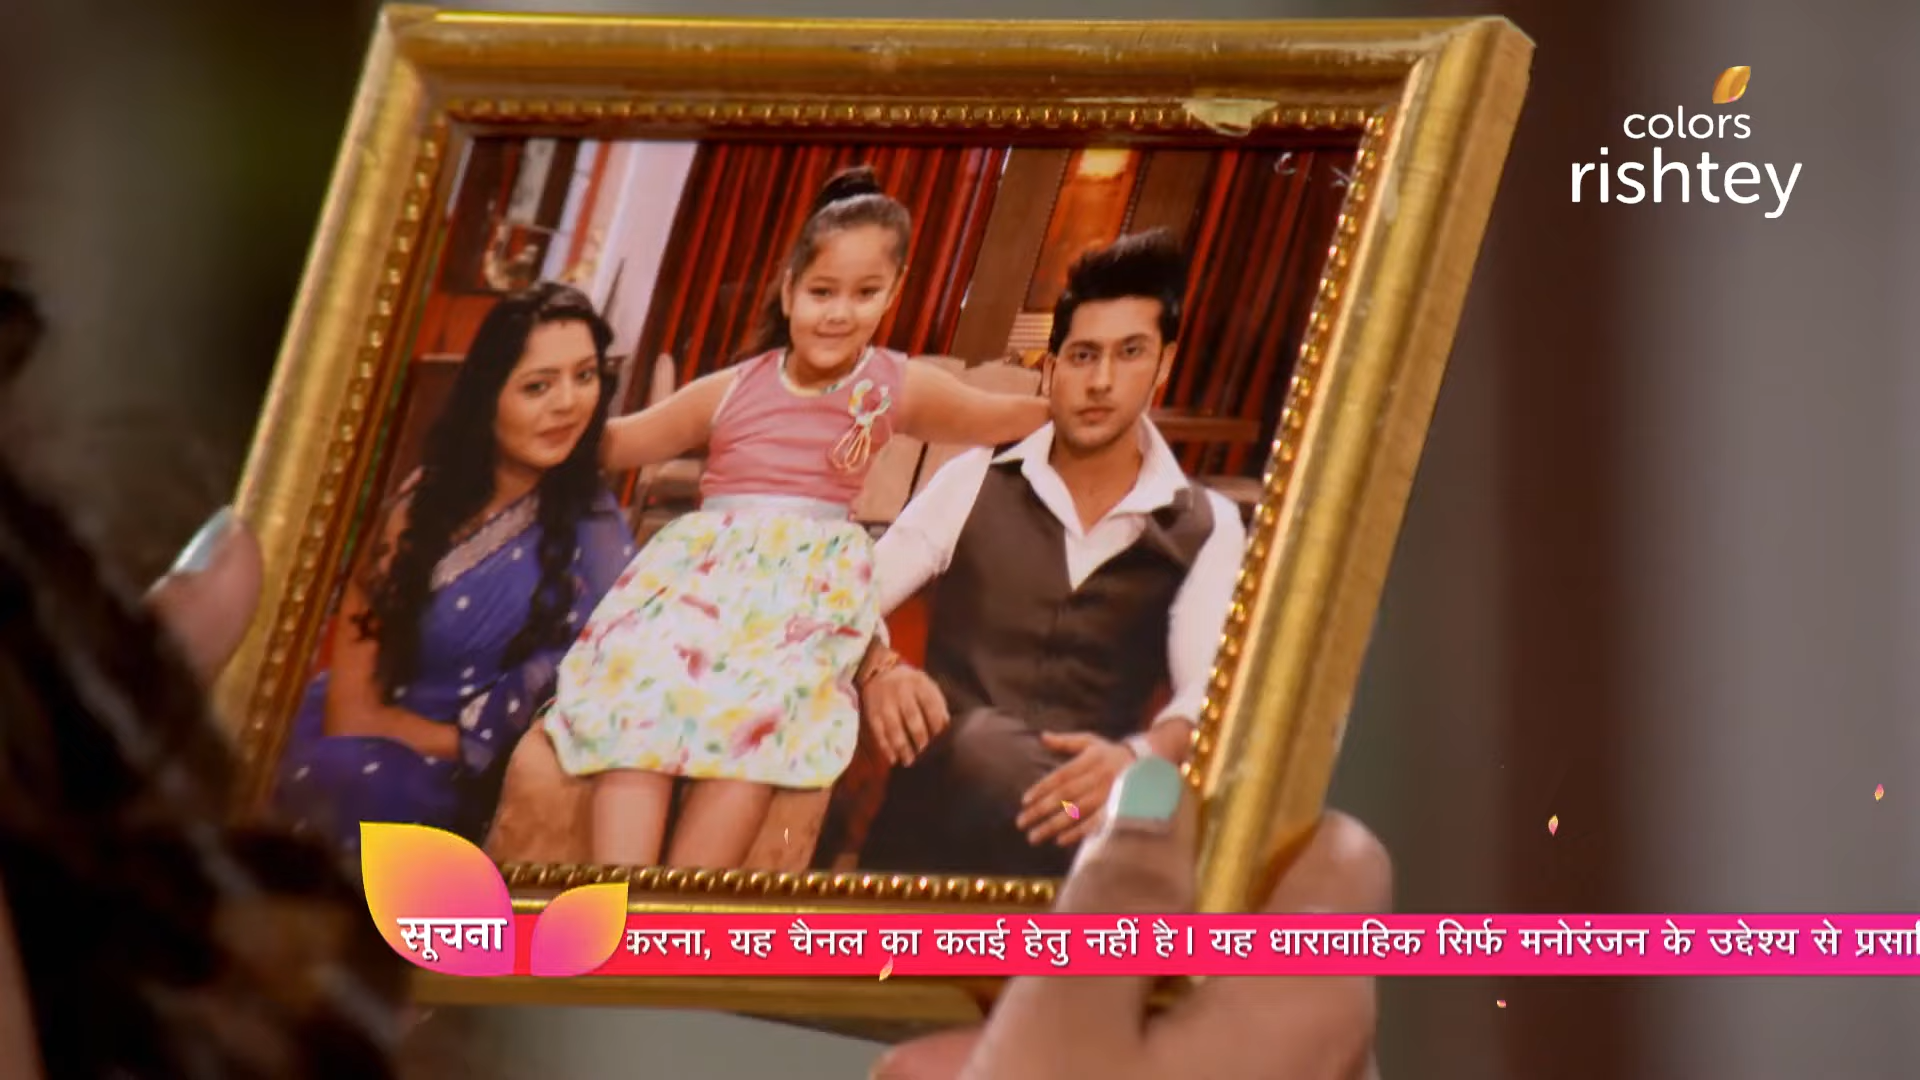 colors
rishtey
सूचना
करना, यह चैनल का कतई हेतु नहीं है। यह धारावाहिक सिर्फ मनोरंजन के उद्देश्य से